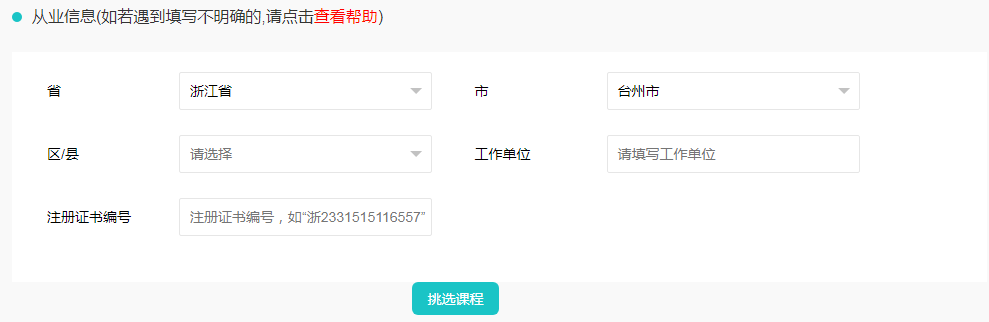 从业信息(如若遇到填写不明确的,请点击查看帮助)
省 浙江省 市 台州市
区/县 请选择 工作单位 请填写工作单位
注册证书编号 注册证书编号，如“浙2331515116557”
挑选课程